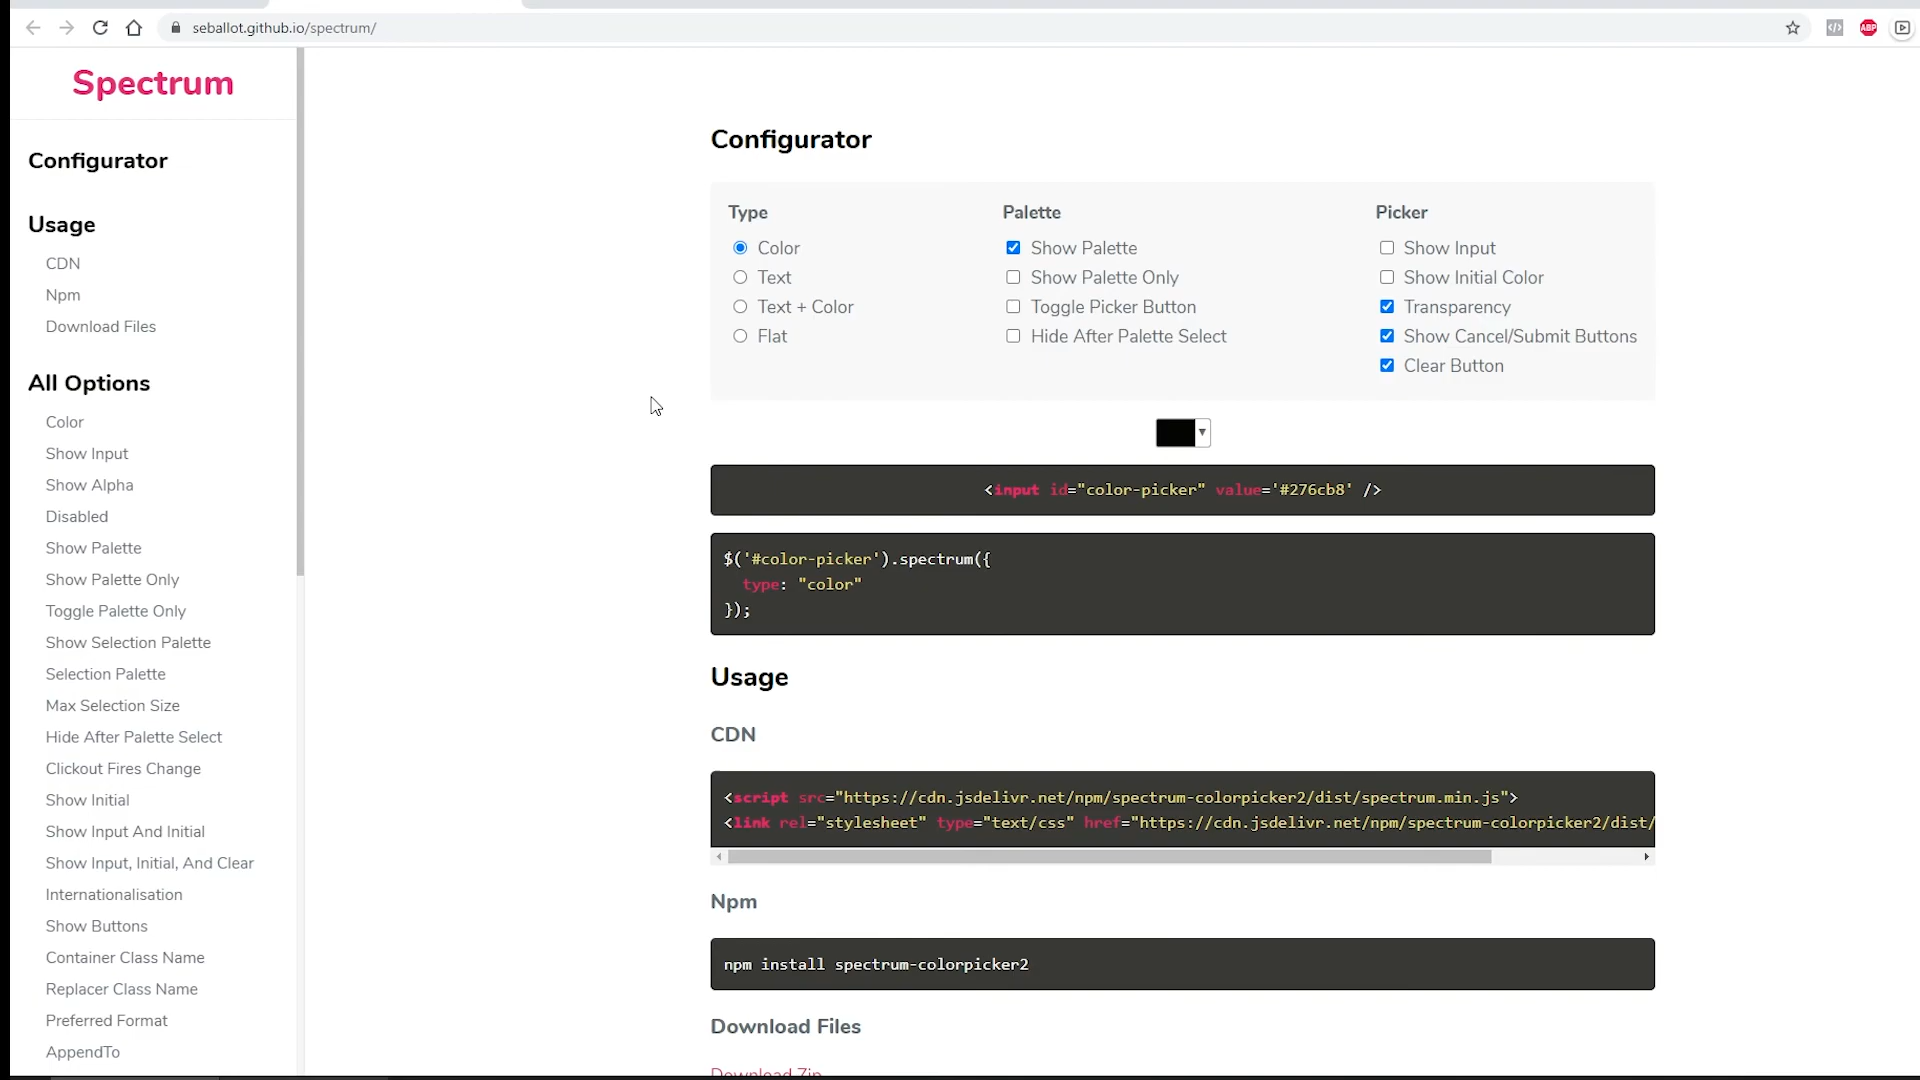 seballot.github.io/spectrum/
ABP
Spectrum
Configurator
Usage
CDN
Npm
Download Files
All Options
Color
Show Input
Show Alpha
Disabled
Show Palette
Show Palette Only
Toggle Palette Only
Show Selection Palette
Selection Palette
Max Selection Size
Hide After Palette Select
Clickout Fires Change
Show Initial
Show Input And Initial
Show Input, Initial, And Clear
Internationalisation
Show Buttons
Container Class Name
Replacer Class Name
Preferred Format
AppendTo
Configurator
Type
Color
Text
Text + Color
Flat
Palette
Show Palette
Show Palette Only
Toggle Picker Button
Hide After Palette Select
Picker
Show Input
Show Initial Color
Transparency
Show Cancel/Submit Buttons
Clear Button
<input id="color-picker" value='#276cb8' />
$('#color-picker').spectrum({
type: "color"
});
Usage
CDN
<script src="https://cdn.jsdelivr.net/npm/spectrum-colorpicker2/dist/spectrum.min.js">
<link rel="stylesheet" type="text/css" href="https://cdn.jsdelivr.net/npm/spectrum-colorpicker2/dist/
Npm
npm install spectrum-colorpicker2
Download Files
Download Zip